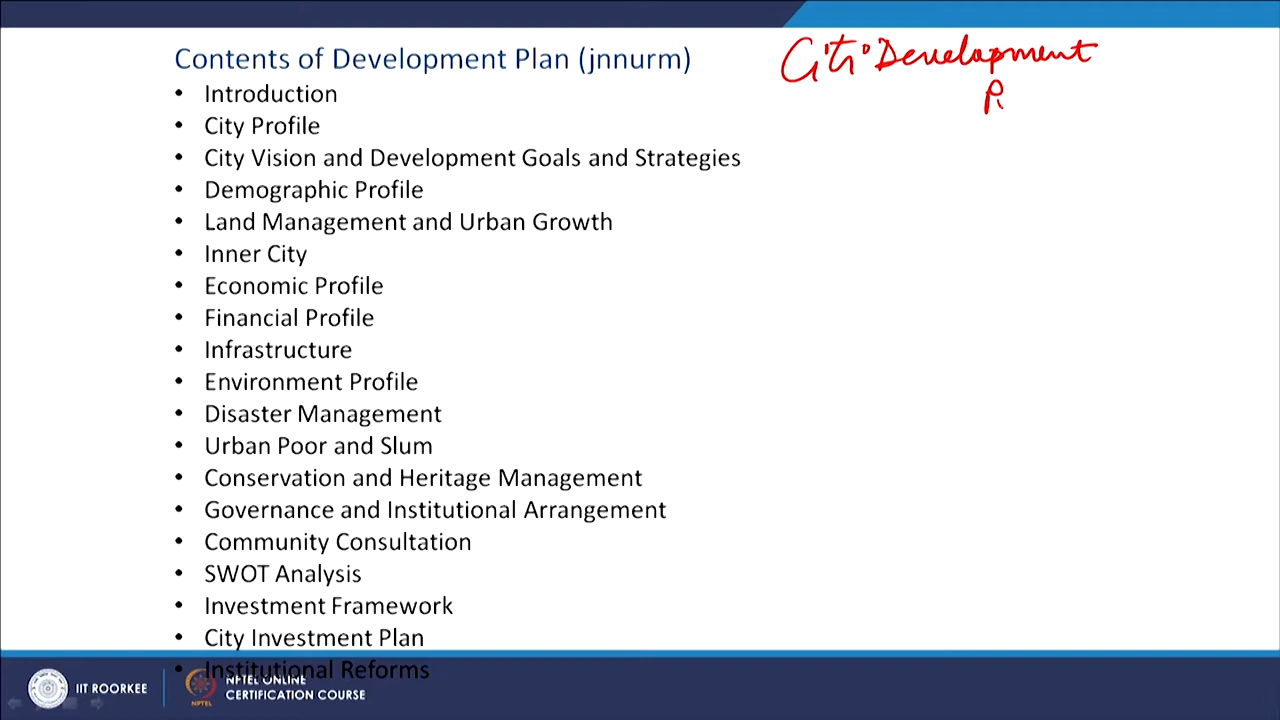 Contents of Development Plan (jnnurm)
• Introduction
• City Profile
• City Vision and Development Goals and Strategies
• Demographic Profile
• Land Management and Urban Growth
• Inner City
• Economic Profile
• Financial Profile
• Infrastructure
• Environment Profile
• Disaster Management
• Urban Poor and Slum
• Conservation and Heritage Management
• Governance and Institutional Arrangement
• Community Consultation
• SWOT Analysis
• Investment Framework
• City Investment Plan
• Institutional Reforms
Citi Development
IIT ROORKEE
NPTEL
NPTEL ONLINE
CERTIFICATION COURSE